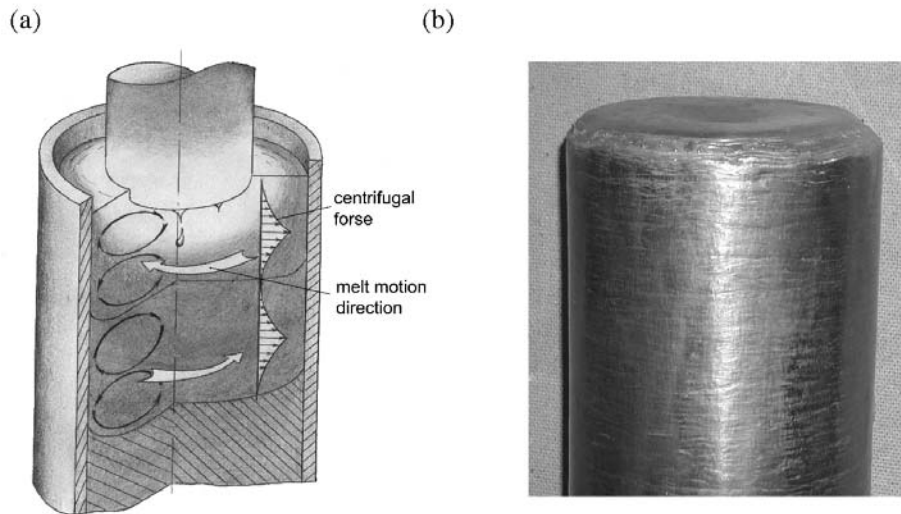 (a)
(b)
centrifugal
forse
melt motion
direction